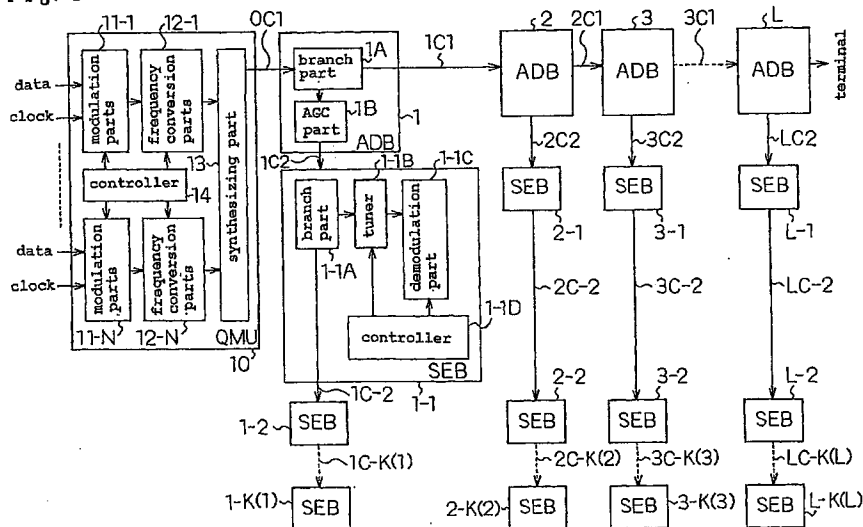 11-1
12-1
0C1
1A
1C1
2
2C1
3
3C1
L
data
clock
modulation parts
frequency conversion parts
synthesizing part
13
branch part
1B
AGC part
ADB
1
ADB
ADB
ADB
terminal
controller
14
1C2
1-1B
1-1C
2C2
3C2
LC2
branch part
tuner
demodulation part
SEB
SEB
SEB
2-1
3-1
L-1
data
clock
modulation parts
frequency conversion parts
1-1A
controller
1-1D
2C-2
3C-2
LC-2
11-N
12-N
QMU
10
SEB
1-1
1C-2
2-2
3-2
L-2
1-2
SEB
SEB
SEB
SEB
1C-K(1)
2C-K(2)
3C-K(3)
LC-K(L)
1-K(1)
SEB
2-K(2)
SEB
3-K(3)
SEB
L-K(L)
SEB